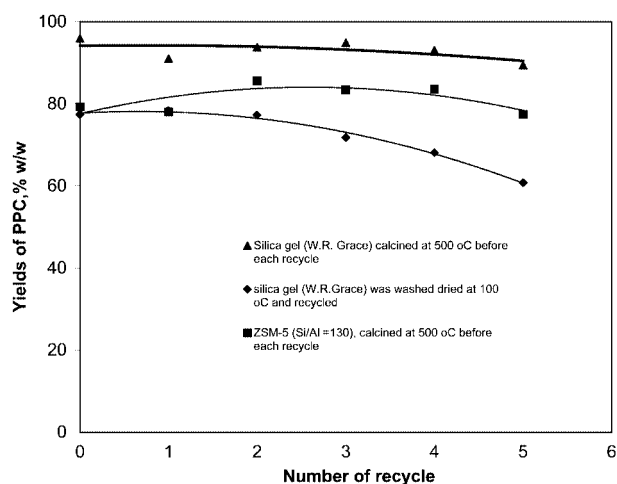 Yields of PPC,% w/w
100
80
60
40
20
0
Silica gel (W.R. Grace) calcined at 500 oC before
each recycle
silica gel (W.R.Grace) was washed dried at 100
oC and recycled
ZSM-5 (Si/Al =130), calcined at 500 oC before
each recycle
0 1 2 3 4 5 6
Number of recycle